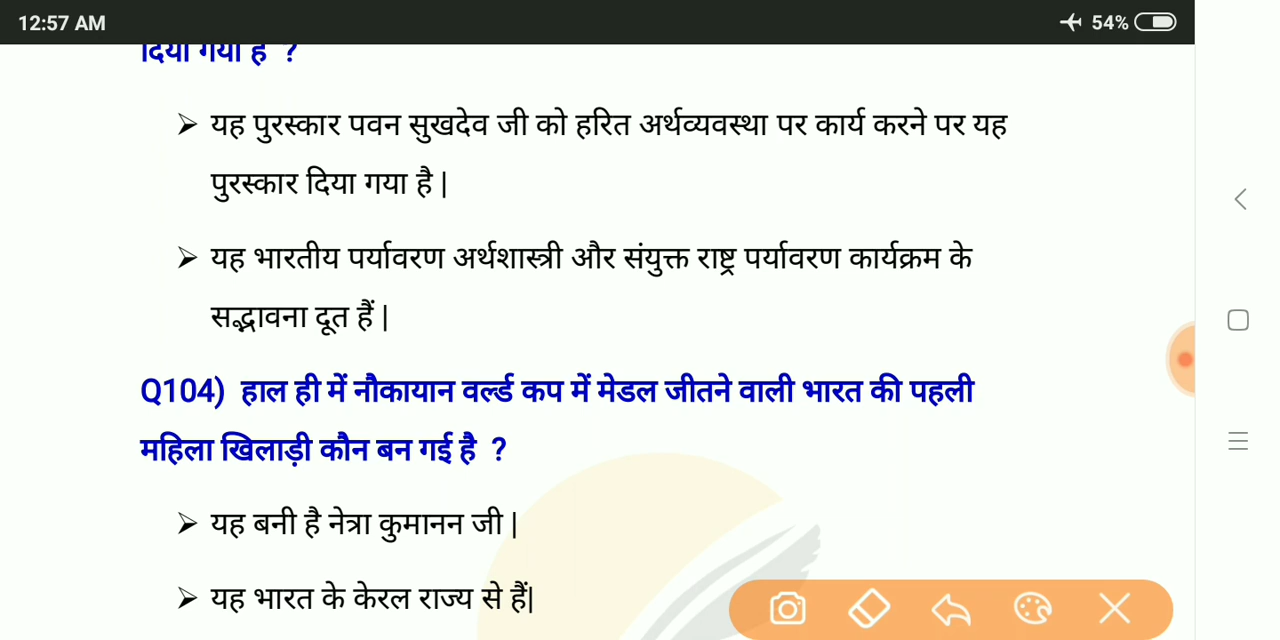 12:57 AM
54%
दिया गया है ?
➤ यह पुरस्कार पवन सुखदेव जी को हरित अर्थव्यवस्था पर कार्य करने पर यह
पुरस्कार दिया गया है |
➤ यह भारतीय पर्यावरण अर्थशास्त्री और संयुक्त राष्ट्र पर्यावरण कार्यक्रम के
सद्भावना दूत हैं |
Q104) हाल ही में नौकायान वर्ल्ड कप में मेडल जीतने वाली भारत की पहली
महिला खिलाड़ी कौन बन गई है ?
➤ यह बनी है नेत्रा कुमानन जी |
➤ यह भारत के केरल राज्य से हैं|